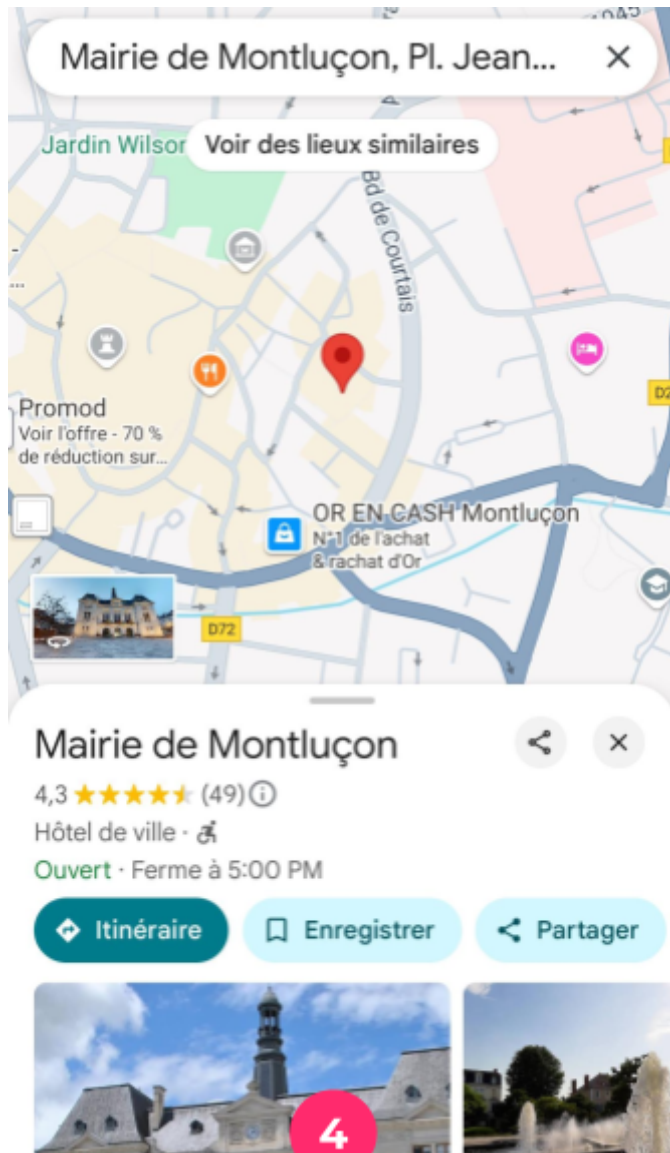 1045
Mairie de Montluçon, Pl. Jean...
Jardin Wilson
Voir des lieux similaires
Bd de Courtais
Promod
Voir l'offre - 70 %
de réduction sur...
D2
OR EN CASH Montluçon
N°1 de l'achat
& rachat d'Or
D72
Mairie de Montluçon
4,3 (49)
Hôtel de ville ·
Ouvert · Ferme à 5:00 PM
Itinéraire
Enregistrer
Partager
4